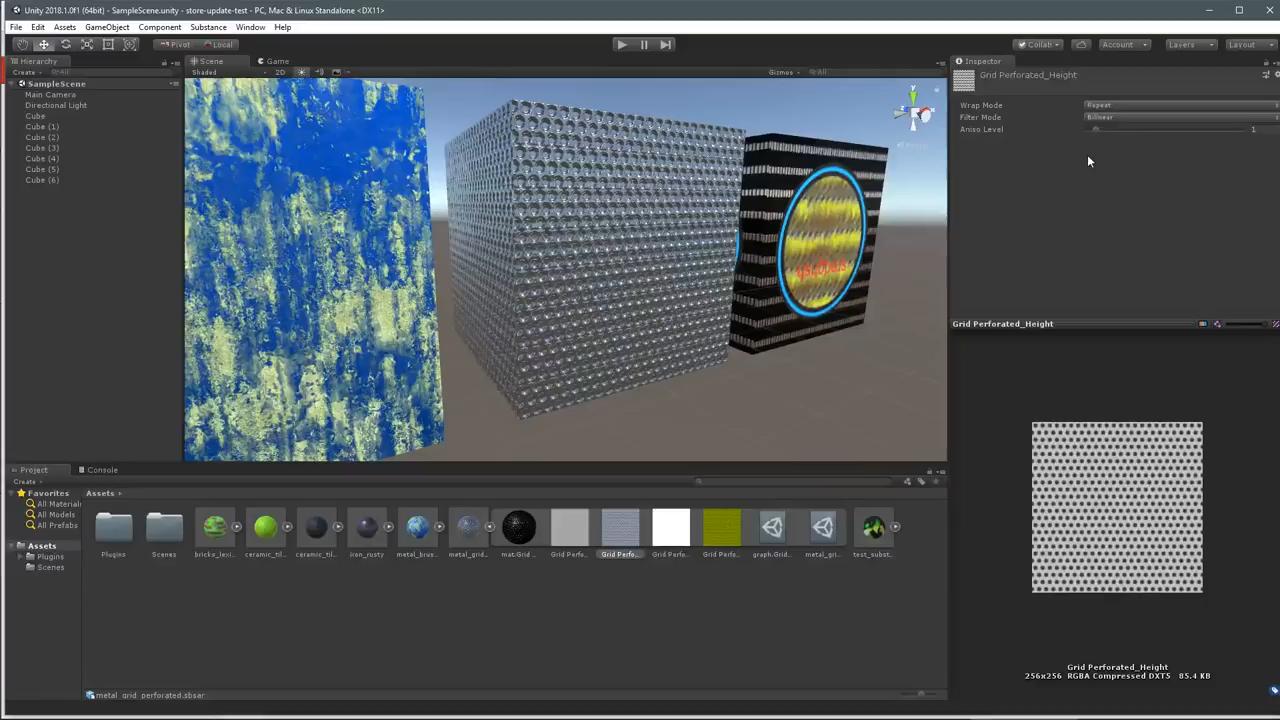 Unity 2018.1.0f1 (64bit) - SampleScene.unity - store-update-test - PC, Mac & Linux Standalone <DX11>
File Edit Assets GameObject Component Substance Window Help
Pivot Local Collab Account Layers Layout
Hierarchy Scene Game Inspector
Create All Shaded 2D Gizmos All
SampleScene
Main Camera
Directional Light
Cube
Cube (1)
Cube (2)
Cube (3)
Cube (4)
Cube (5)
Cube (6)
Grid Perforated_Height
Wrap Mode Repeat
Filter Mode Bilinear
Aniso Level 1
Grid Perforated_Height
Project Console
Create
Favorites
All Material
All Models
All Prefabs
Assets
Plugins
Scenes
Assets
Plugins Scenes bricks_lexi... ceramic_til... ceramic_til... iron_rusty metal_brus... metal_grid... mat:Grid ... Grid Perfo... Grid Perfo... Grid Perfo... Grid Perfo... graph.Grid... metal_gri... test_subst...
metal_grid_perforated.sbsar
Grid Perforated_Height
256x256 RGBA Compressed DXT5 85.4 KB